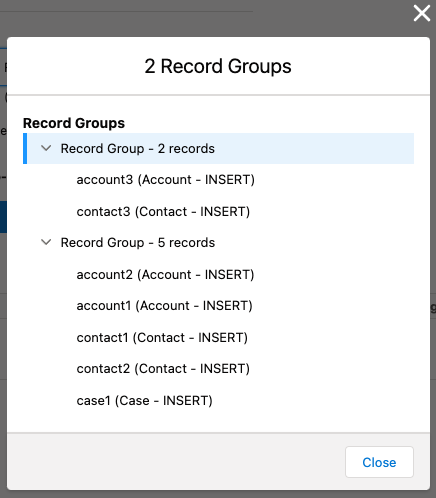 2 Record Groups
Record Groups
Record Group - 2 records
account3 (Account - INSERT)
contact3 (Contact - INSERT)
Record Group - 5 records
account2 (Account - INSERT)
account1 (Account - INSERT)
contact1 (Contact - INSERT)
contact2 (Contact - INSERT)
case1 (Case - INSERT)
Close